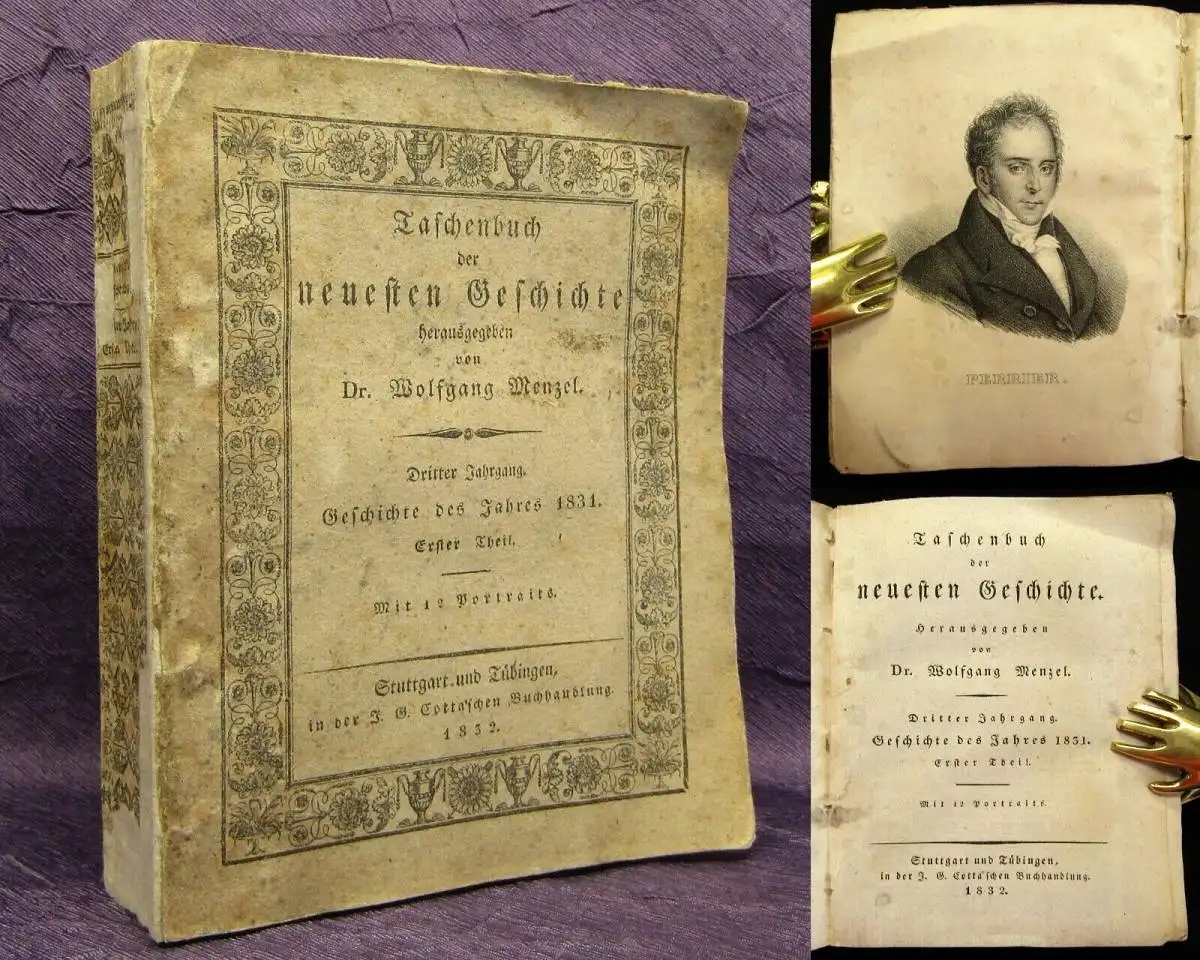 Taschenbuch
der
neuesten Geschichte
herausgegeben
von
Dr. Wolfgang Menzel.
Dritter Jahrgang.
Geschichte des Jahres 1831.
Erster Theil.
Mit 12 Portraits.
Stuttgart und Tübingen,
in der J. G. Cotta'schen Buchhandlung.
1832.
PERRIER.
Taschenbuch
der
neuesten Geschichte.
Herausgegeben
von
Dr. Wolfgang Menzel.
Dritter Jahrgang.
Geschichte des Jahres 1831.
Erster Theil.
Mit 12 Portraits.
Stuttgart und Tübingen,
in der J. G. Cotta'schen Buchhandlung.
1832.